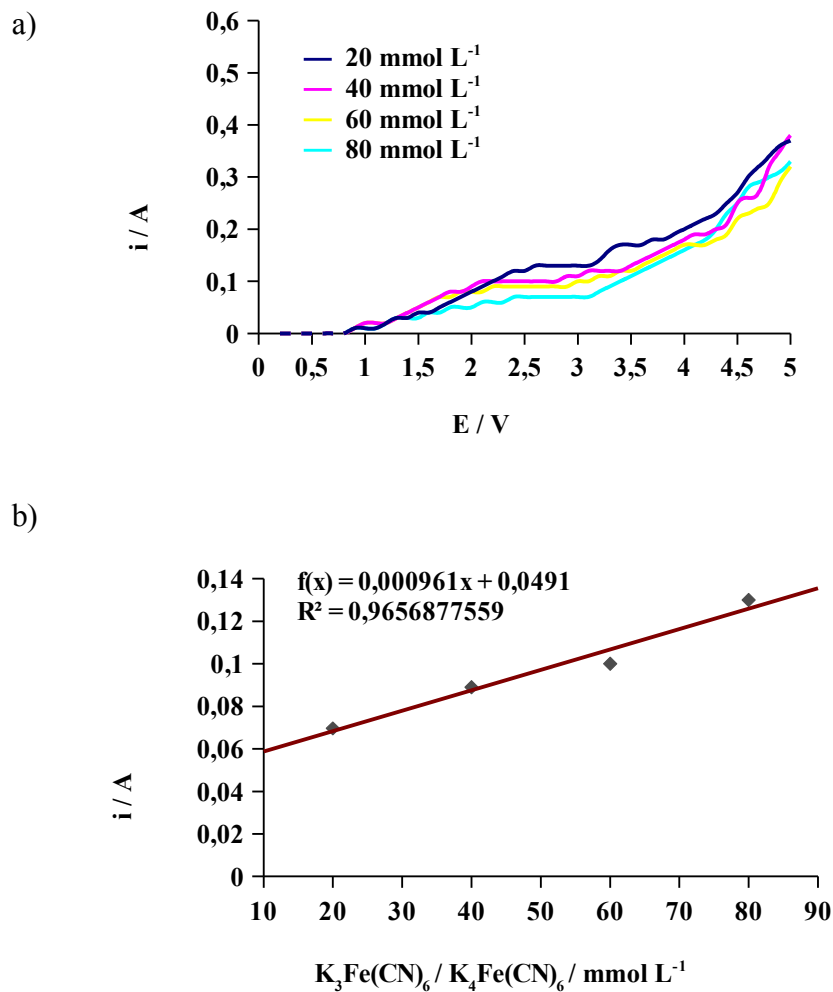 a)
0,6
0,5
0,4
0,3
0,2
0,1
0
i / A
20 mmol L⁻¹
40 mmol L⁻¹
60 mmol L⁻¹
80 mmol L⁻¹
0 0,5 1 1,5 2 2,5 3 3,5 4 4,5 5
E / V
b)
0,14
0,12
0,1
0,08
0,06
0,04
0,02
0
i / A
f(x) = 0,000961x + 0,0491
R² = 0,9656877559
10 20 30 40 50 60 70 80 90
K₃Fe(CN)₆ / K₄Fe(CN)₆ / mmol L⁻¹